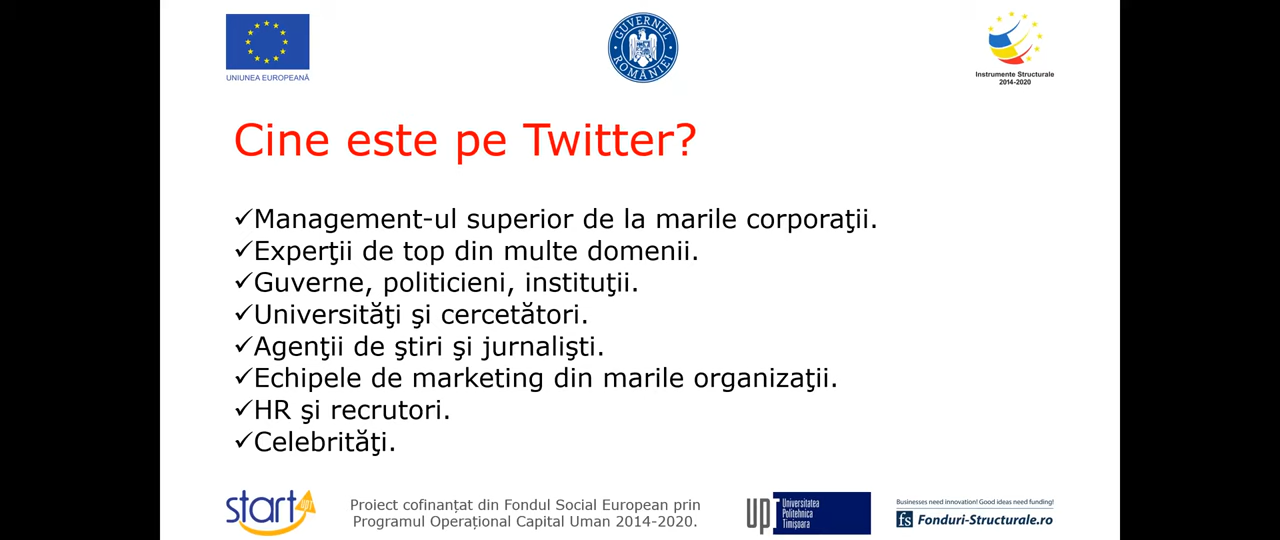 UNIUNEA EUROPEANĂ
GUVERNUL ROMÂNIEI
Instrumente Structurale
2014-2020
Cine este pe Twitter?
✓Management-ul superior de la marile corporaţii.
✓Experţii de top din multe domenii.
✓Guverne, politicieni, instituţii.
✓Universităţi şi cercetători.
✓Agenţii de ştiri şi jurnalişti.
✓Echipele de marketing din marile organizaţii.
✓HR şi recrutori.
✓Celebrităţi.
start UPT
Proiect cofinanțat din Fondul Social European prin
Programul Operațional Capital Uman 2014-2020.
UPT
Universitatea
Politehnica
Timişoara
Businesses need innovation! Good ideas need funding!
fs Fonduri-Structurale.ro